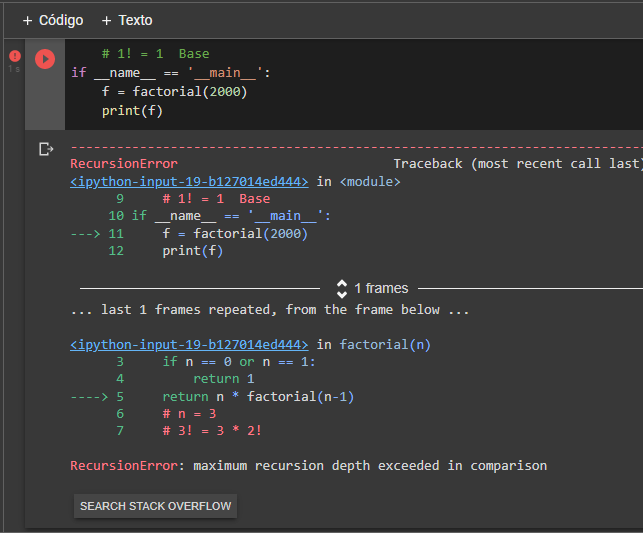 + Código + Texto
1s
# 1! = 1  Base
if __name__ == '__main__':
    f = factorial(2000)
    print(f)
---------------------------------------------------------------------------
RecursionError                            Traceback (most recent call last)
<ipython-input-19-b127014ed444> in <module>
      9     # 1! = 1  Base
     10 if __name__ == '__main__':
---> 11     f = factorial(2000)
     12     print(f)
1 frames
... last 1 frames repeated, from the frame below ...
<ipython-input-19-b127014ed444> in factorial(n)
      3     if n == 0 or n == 1:
      4         return 1
----> 5     return n * factorial(n-1)
      6     # n = 3
      7     # 3! = 3 * 2!
RecursionError: maximum recursion depth exceeded in comparison
SEARCH STACK OVERFLOW